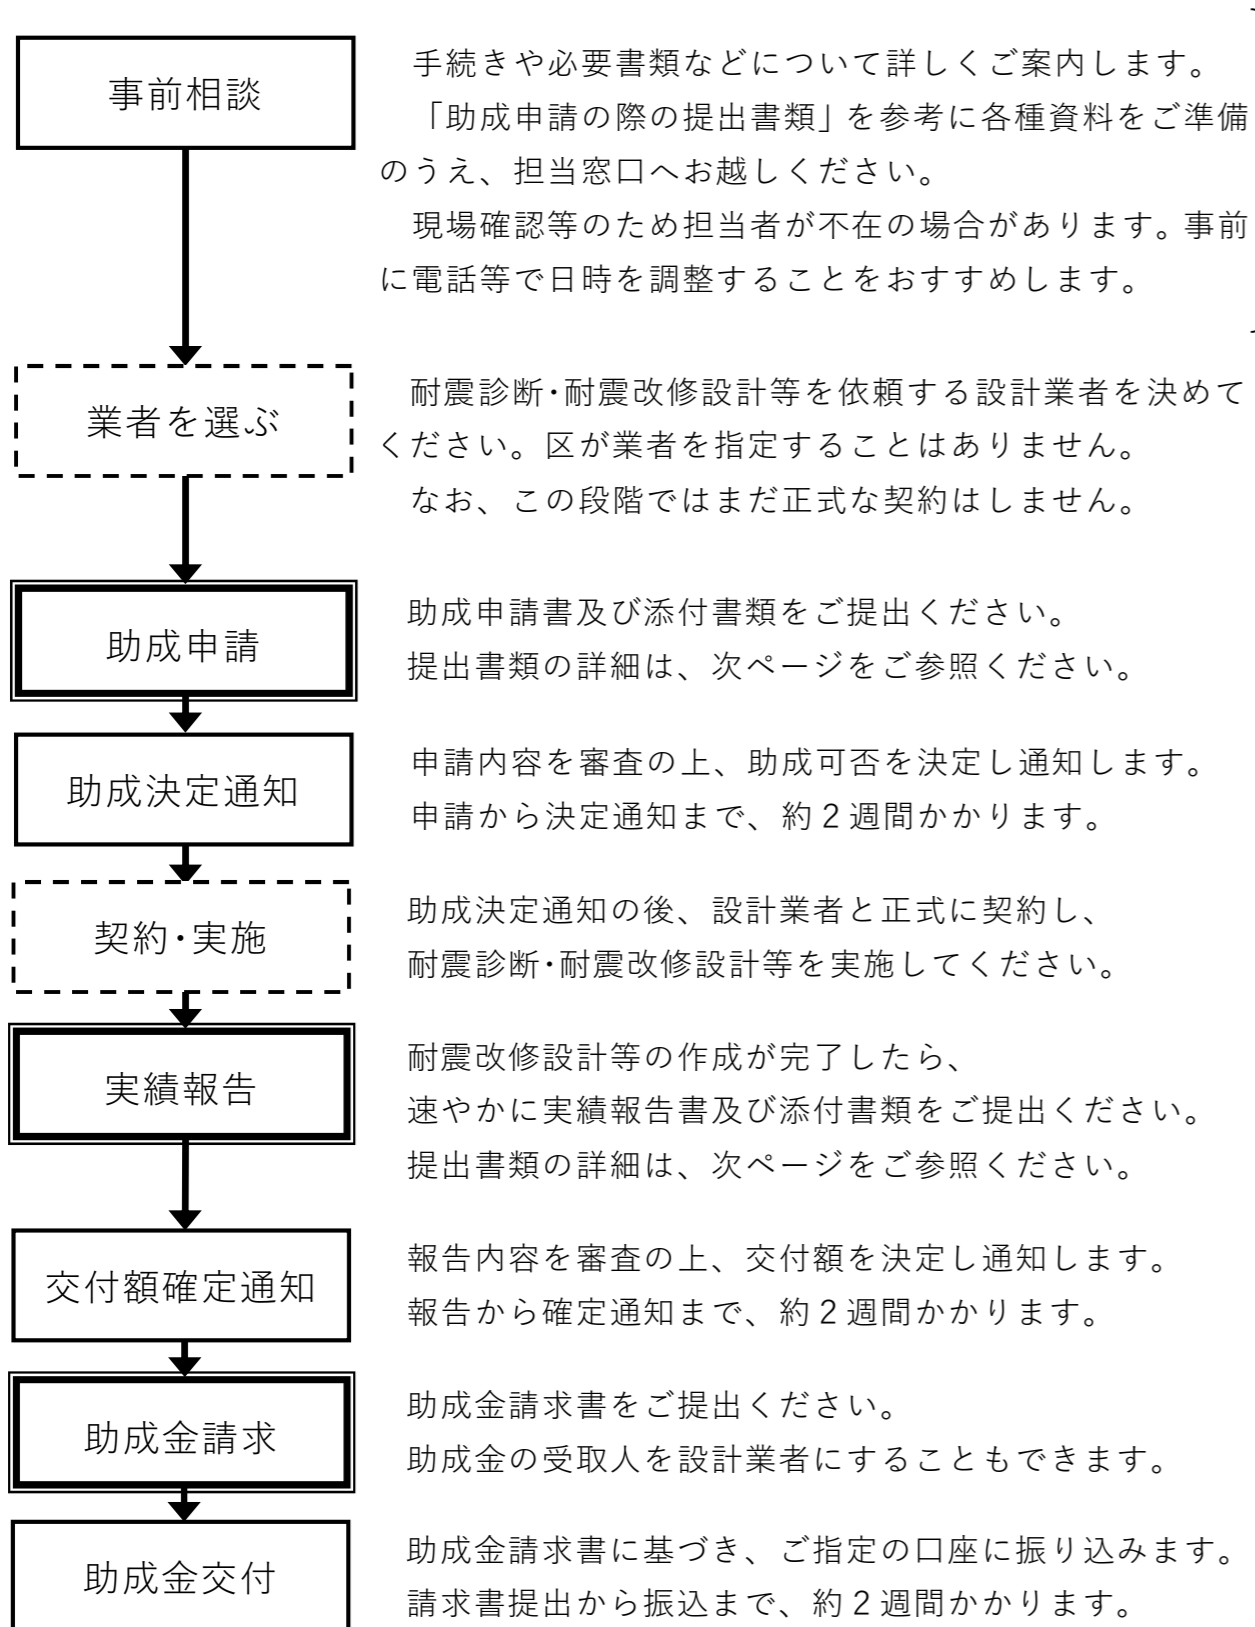 事前相談
手続きや必要書類などについて詳しくご案内します。
「助成申請の際の提出書類」を参考に各種資料をご準備
のうえ、担当窓口へお越しください。
現場確認等のため担当者が不在の場合があります。事前
に電話等で日時を調整することをおすすめします。
業者を選ぶ
耐震診断・耐震改修設計等を依頼する設計業者を決めて
ください。区が業者を指定することはありません。
なお、この段階ではまだ正式な契約はしません。
助成申請
助成申請書及び添付書類をご提出ください。
提出書類の詳細は、次ページをご参照ください。
助成決定通知
申請内容を審査の上、助成可否を決定し通知します。
申請から決定通知まで、約２週間かかります。
契約・実施
助成決定通知の後、設計業者と正式に契約し、
耐震診断・耐震改修設計等を実施してください。
実績報告
耐震改修設計等の作成が完了したら、
速やかに実績報告書及び添付書類をご提出ください。
提出書類の詳細は、次ページをご参照ください。
交付額確定通知
報告内容を審査の上、交付額を決定し通知します。
報告から確定通知まで、約２週間かかります。
助成金請求
助成金請求書をご提出ください。
助成金の受取人を設計業者にすることもできます。
助成金交付
助成金請求書に基づき、ご指定の口座に振り込みます。
請求書提出から振込まで、約２週間かかります。